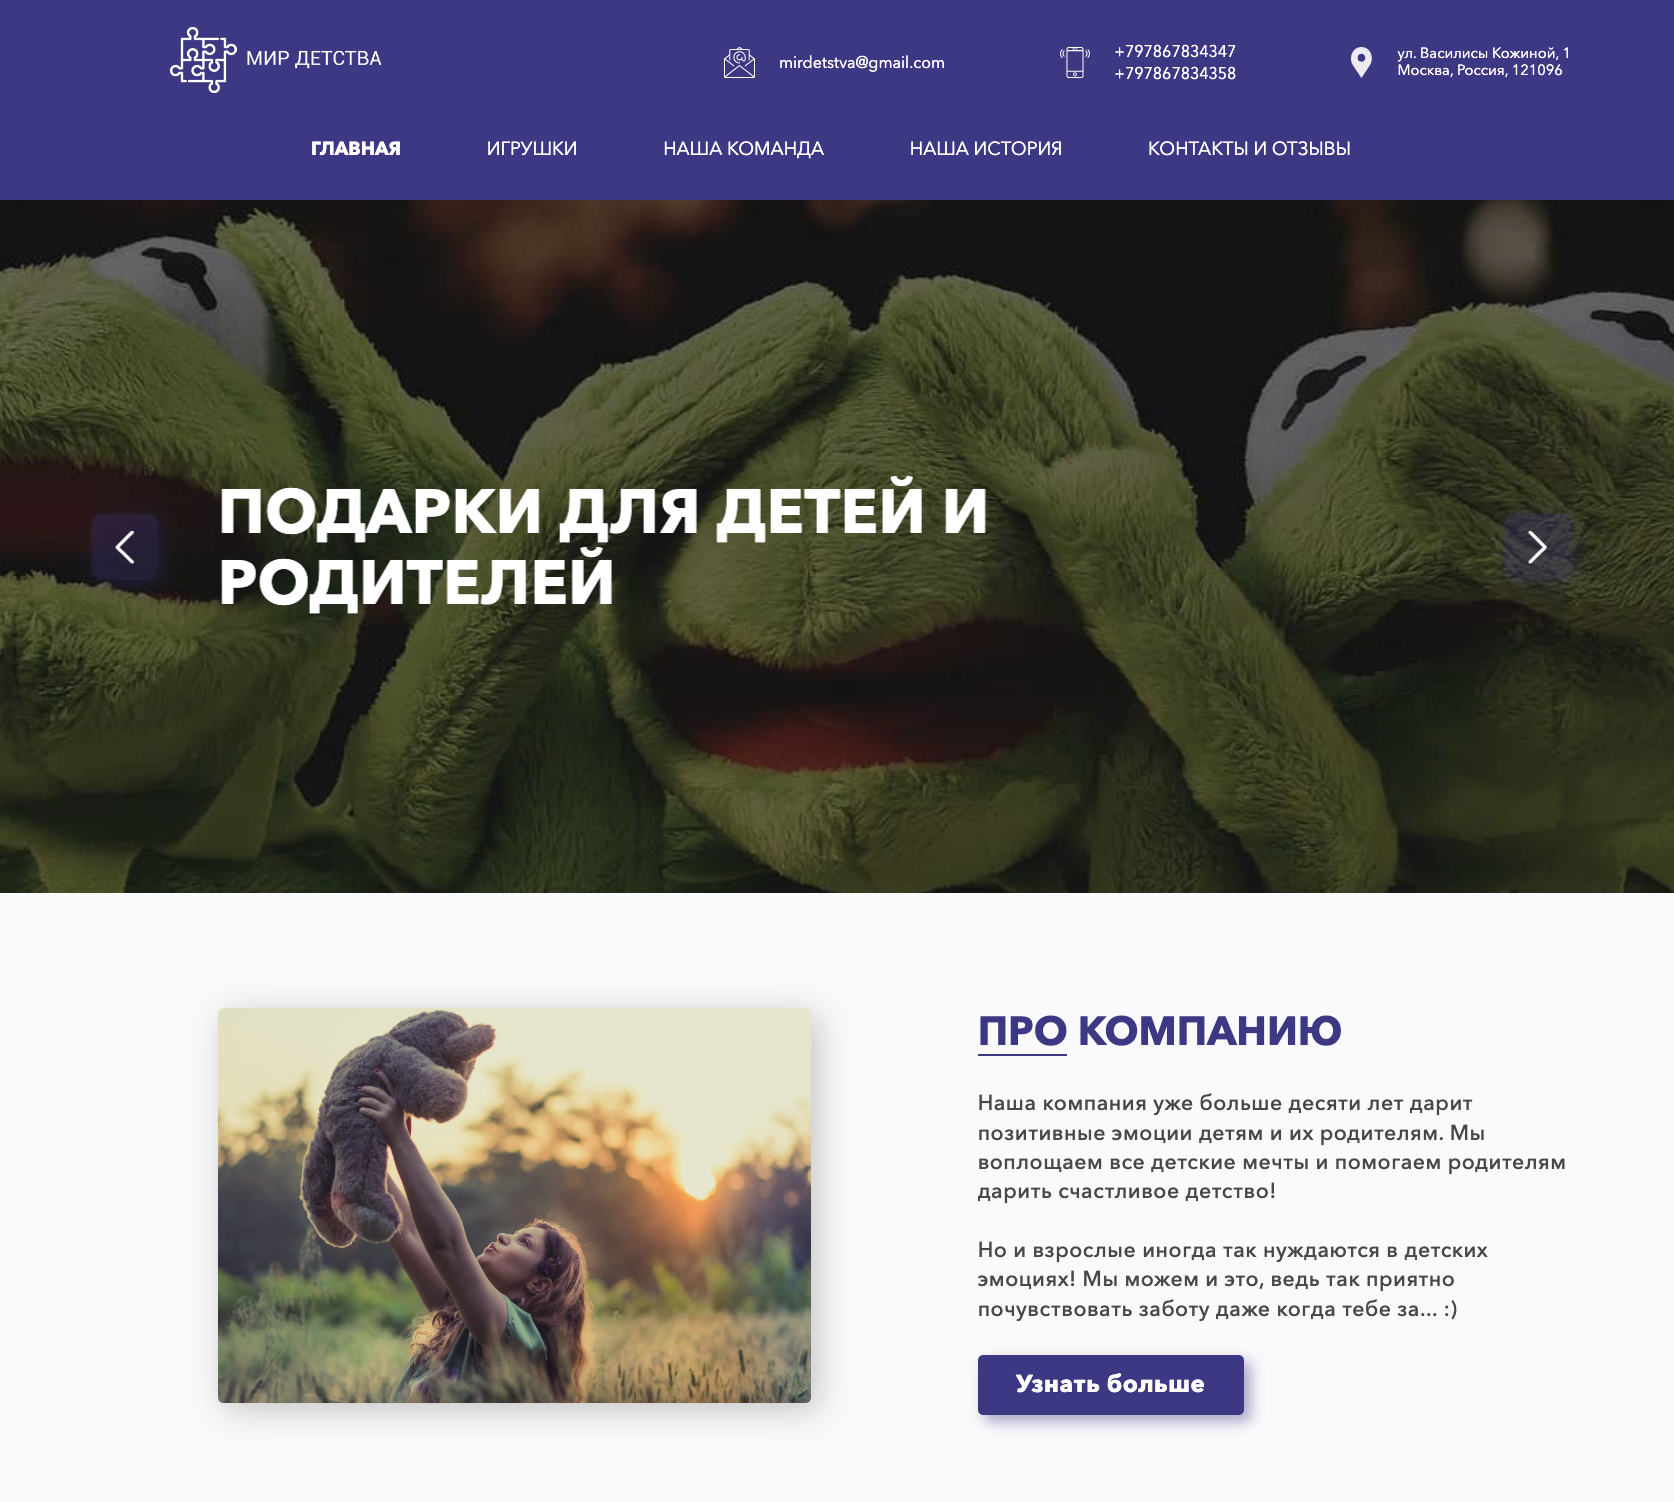 МИР ДЕТСТВА
mirdetstva@gmail.com
+797867834347
+797867834358
ул. Василисы Кожиной, 1
Москва, Россия, 121096
ГЛАВНАЯ
ИГРУШКИ
НАША КОМАНДА
НАША ИСТОРИЯ
КОНТАКТЫ И ОТЗЫВЫ
ПОДАРКИ ДЛЯ ДЕТЕЙ И
РОДИТЕЛЕЙ
ПРО КОМПАНИЮ
Наша компания уже больше десяти лет дарит
позитивные эмоции детям и их родителям. Мы
воплощаем все детские мечты и помогаем родителям
дарить счастливое детство!
Но и взрослые иногда так нуждаются в детских
эмоциях! Мы можем и это, ведь так приятно
почувствовать заботу даже когда тебе за... :)
Узнать больше